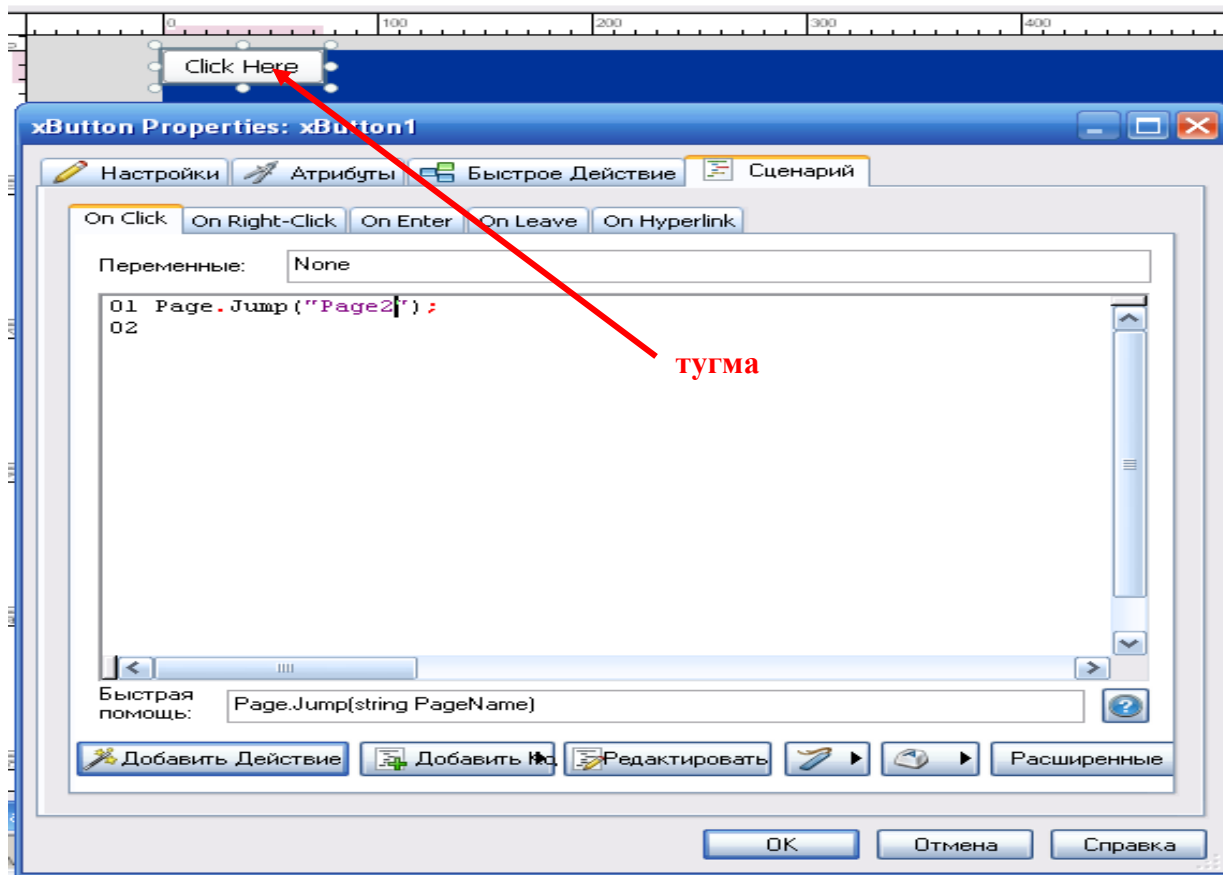 0 100 200 300 400
Click Here
xButton Properties: xButton1
Настройки Атрибуты Быстрое Действие Сценарий
On Click On Right-Click On Enter On Leave On Hyperlink
Переменные: None
01 Page.Jump("Page2");
02
тугма
Быстрая
помощь:
Page.Jump(string PageName)
Добавить Действие Добавить Редактировать Расширенные
OK Отмена Справка